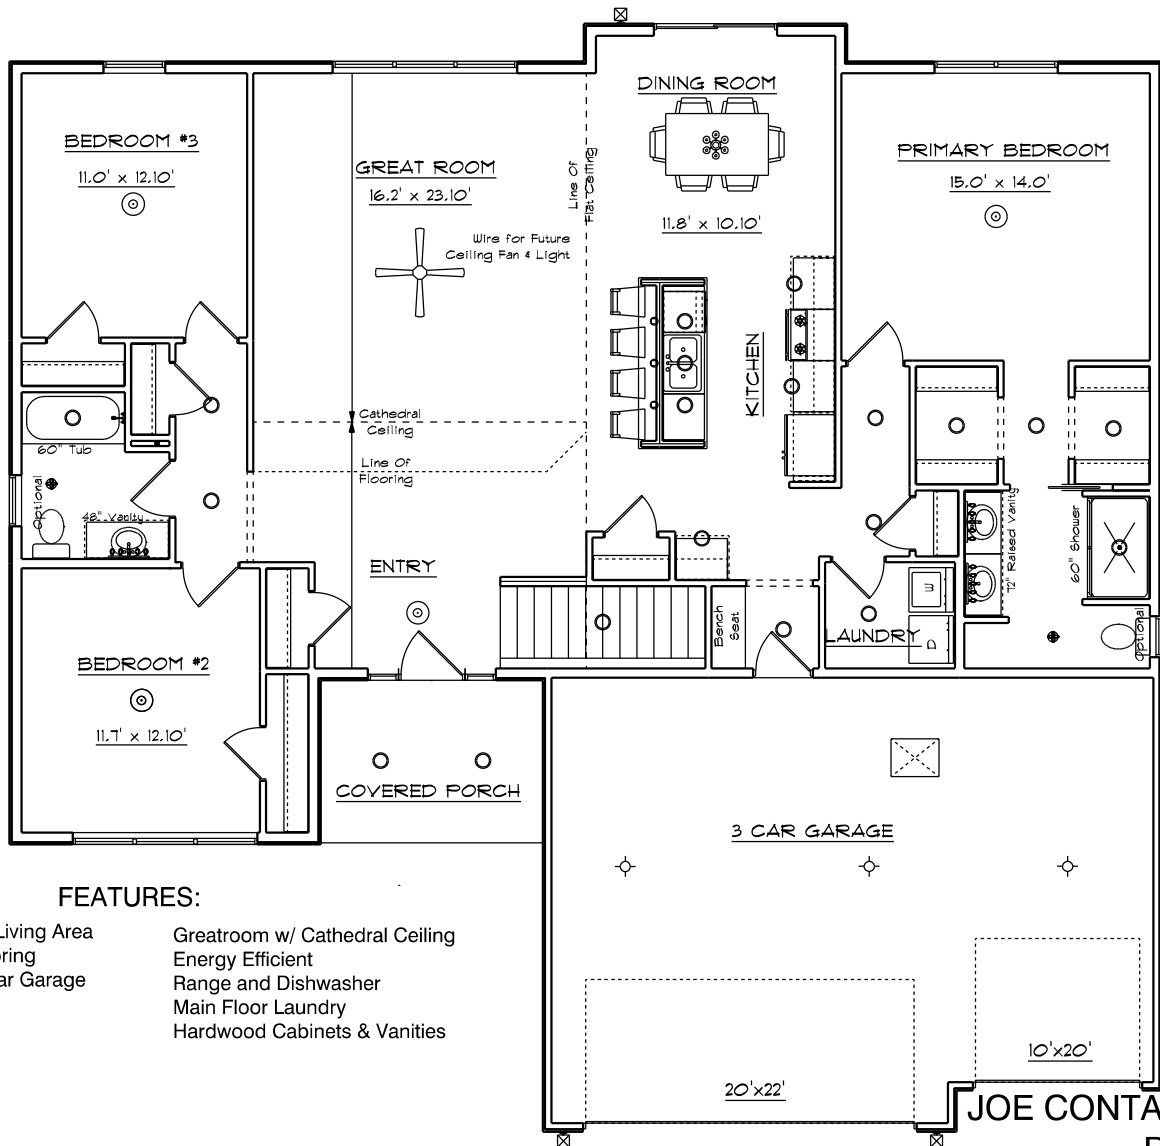 DINING ROOM
BEDROOM #3
11.0' x 12.10'
GREAT ROOM
16.2' x 23.10'
Line Of
Flat Ceiling
PRIMARY BEDROOM
15.0' x 14.0'
11.8' x 10.10'
Wire for Future
Ceiling Fan & Light
KITCHEN
Cathedral
Ceiling
Line Of
Flooring
60" Tub
Optional
48" Vanity
72" Raised Vanity
60" Shower
ENTRY
W
D
Bench
Seat
LAUNDRY
Optional
BEDROOM #2
11.7' x 12.10'
COVERED PORCH
3 CAR GARAGE
FEATURES:
Living Area
oring
ar Garage
Greatroom w/ Cathedral Ceiling
Energy Efficient
Range and Dishwasher
Main Floor Laundry
Hardwood Cabinets & Vanities
20'x22'
10'x20'
JOE CONTA